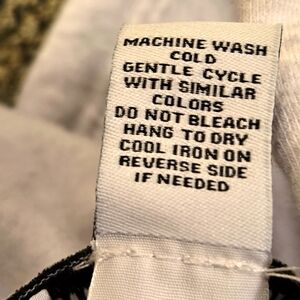 MACHINE WASH
COLD
GENTLE CYCLE
WITH SIMILAR
COLORS
DO NOT BLEACH
HANG TO DRY
COOL IRON ON
REVERSE SIDE
IF NEEDED